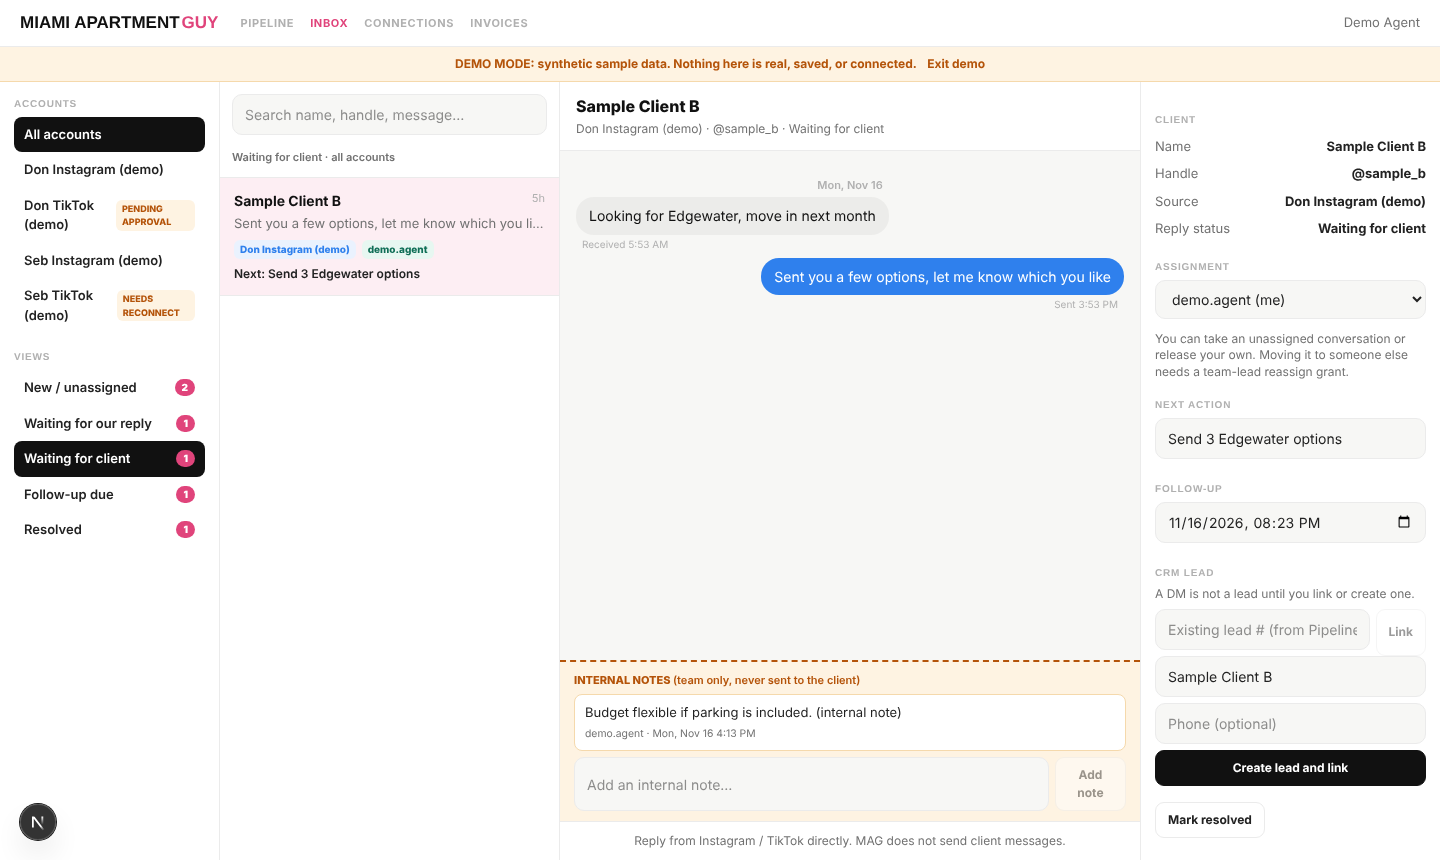 MIAMI APARTMENT GUY
PIPELINE
INBOX
CONNECTIONS
INVOICES
Demo Agent
DEMO MODE: synthetic sample data. Nothing here is real, saved, or connected. Exit demo
ACCOUNTS
All accounts
Don Instagram (demo)
Don TikTok
(demo)
PENDING
APPROVAL
Seb Instagram (demo)
Seb TikTok
(demo)
NEEDS
RECONNECT
VIEWS
New / unassigned 2
Waiting for our reply 1
Waiting for client 1
Follow-up due 1
Resolved 1
N
Search name, handle, message...
Waiting for client · all accounts
Sample Client B 5h
Sent you a few options, let me know which you li...
Don Instagram (demo) demo.agent
Next: Send 3 Edgewater options
Sample Client B
Don Instagram (demo) · @sample_b · Waiting for client
Mon, Nov 16
Looking for Edgewater, move in next month
Received 5:53 AM
Sent you a few options, let me know which you like
Sent 3:53 PM
INTERNAL NOTES (team only, never sent to the client)
Budget flexible if parking is included. (internal note)
demo.agent · Mon, Nov 16 4:13 PM
Add an internal note...
Add
note
Reply from Instagram / TikTok directly. MAG does not send client messages.
CLIENT
Name Sample Client B
Handle @sample_b
Source Don Instagram (demo)
Reply status Waiting for client
ASSIGNMENT
demo.agent (me)
You can take an unassigned conversation or
release your own. Moving it to someone else
needs a team-lead reassign grant.
NEXT ACTION
Send 3 Edgewater options
FOLLOW-UP
11/16/2026, 08:23 PM
CRM LEAD
A DM is not a lead until you link or create one.
Existing lead # (from Pipeline
Link
Sample Client B
Phone (optional)
Create lead and link
Mark resolved